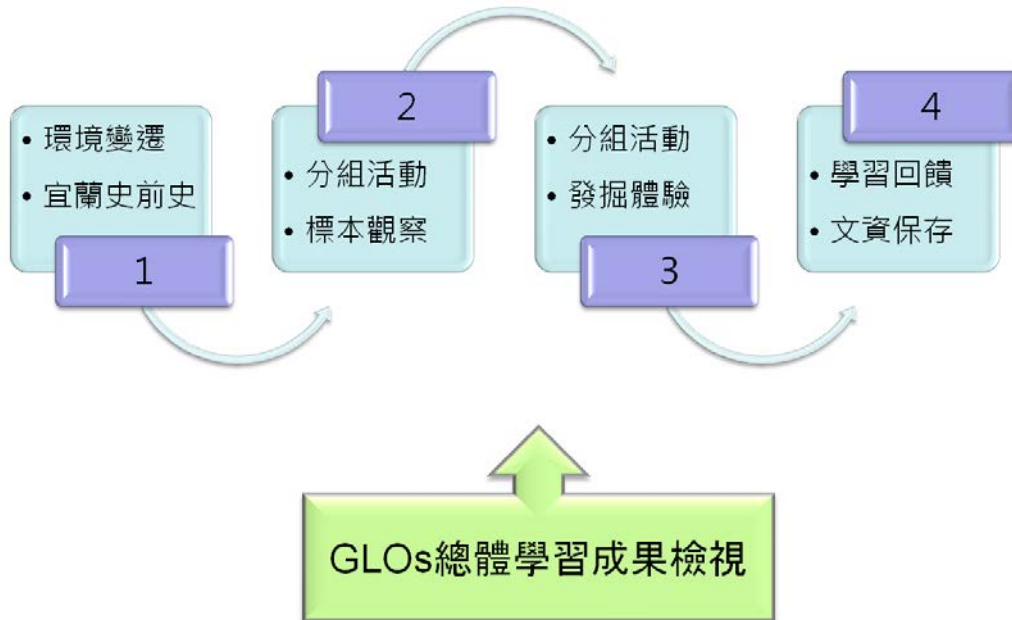 1
• 環境變遷
• 宜蘭史前史
2
• 分組活動
• 標本觀察
3
• 分組活動
• 發掘體驗
4
• 學習回饋
• 文資保存
GLOs總體學習成果檢視